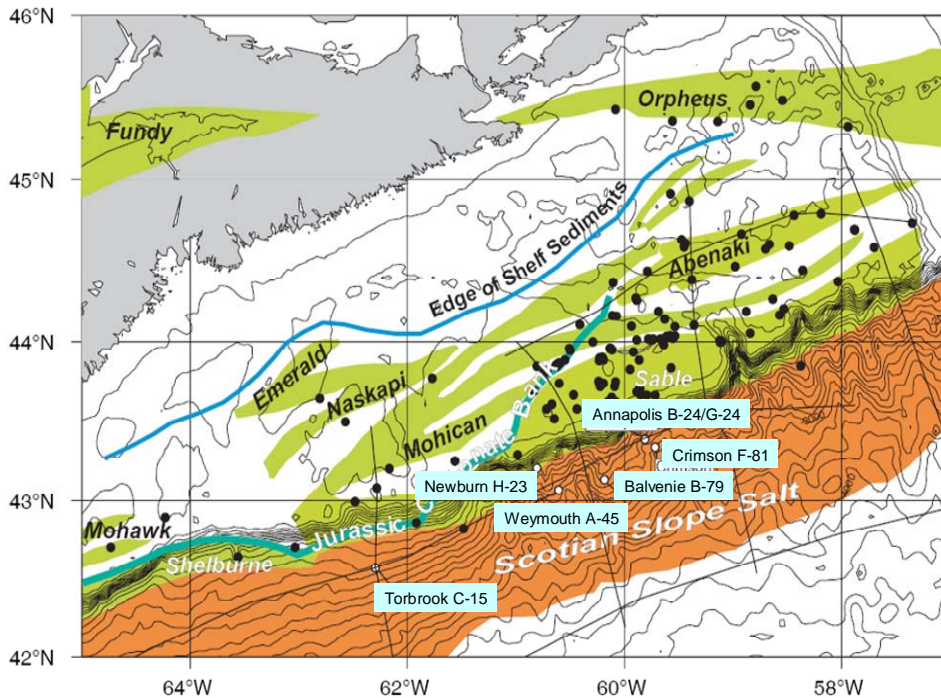 46°N
Fundy
Orpheus
45°N
Edge of Shelf Sediments
Abenaki
44°N
Emerald
Naskapi
Sable
Mohican
Annapolis B-24/G-24
Crimson F-81
Newburn H-23
Balvenie B-79
43°N
Weymouth A-45
Mohawk
Jurassic
Bank
Scotian Slope Salt
Shelburne
Torbrook C-15
42°N
64°W
62°W
60°W
58°W